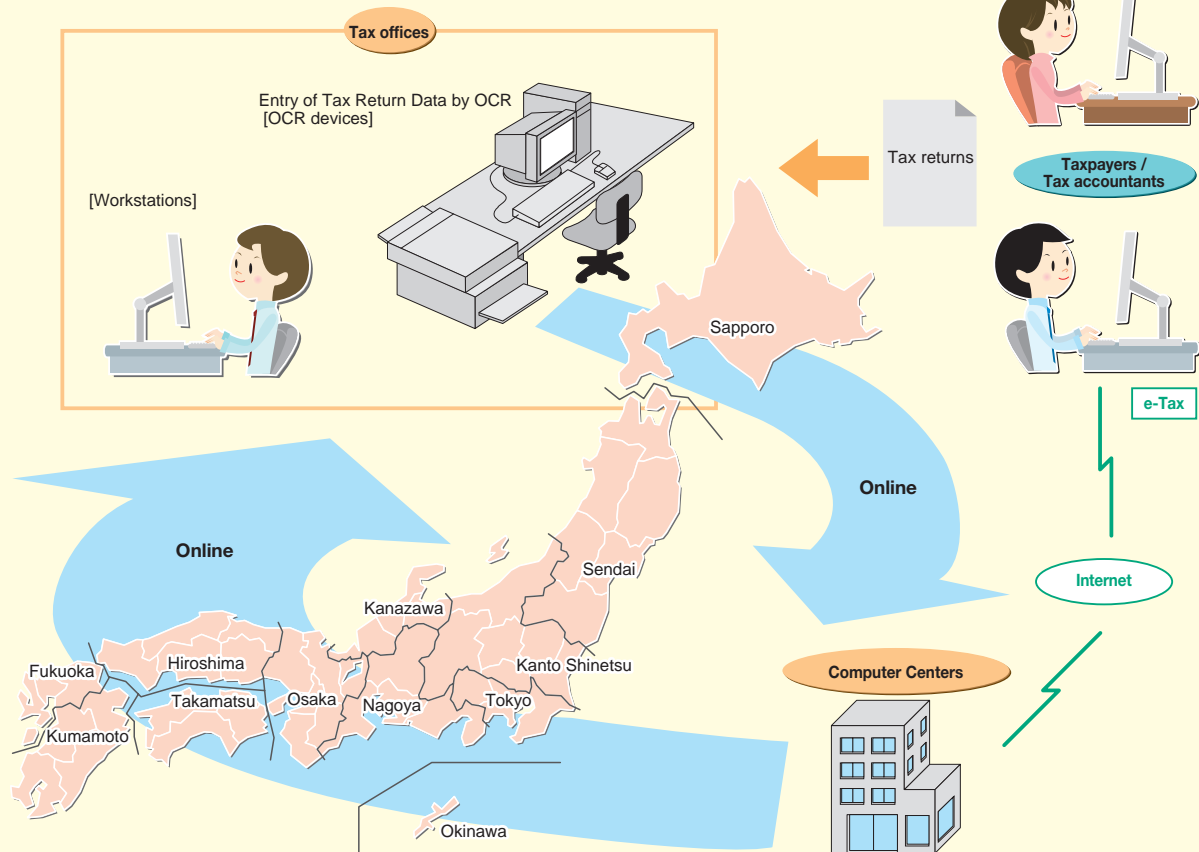 Tax offices
Entry of Tax Return Data by OCR
[OCR devices]
[Workstations]
Tax returns
Taxpayers /
Tax accountants
e-Tax
Sapporo
Online
Online
Internet
Sendai
Kanazawa
Kanto Shinetsu
Fukuoka
Hiroshima
Takamatsu
Osaka
Nagoya
Tokyo
Kumamoto
Computer Centers
Okinawa